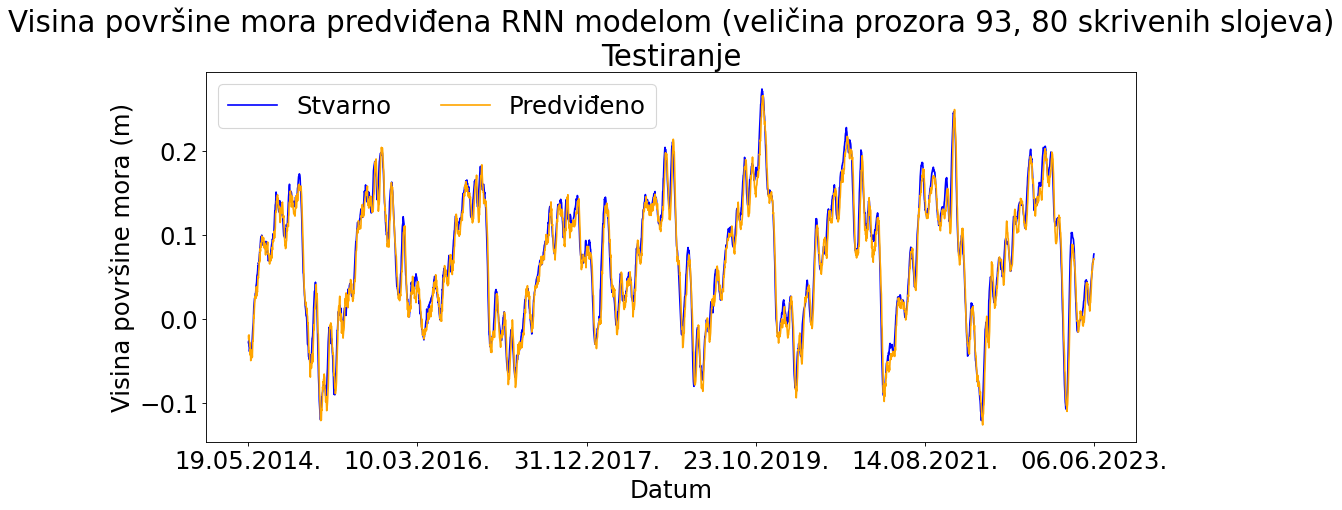 Visina površine mora predviđena RNN modelom (veličina prozora 93, 80 skrivenih slojeva)
Testiranje
Stvarno
Predviđeno
Visina površine mora (m)
0.2
0.1
0.0
−0.1
19.05.2014.
10.03.2016.
31.12.2017.
23.10.2019.
14.08.2021.
06.06.2023.
Datum